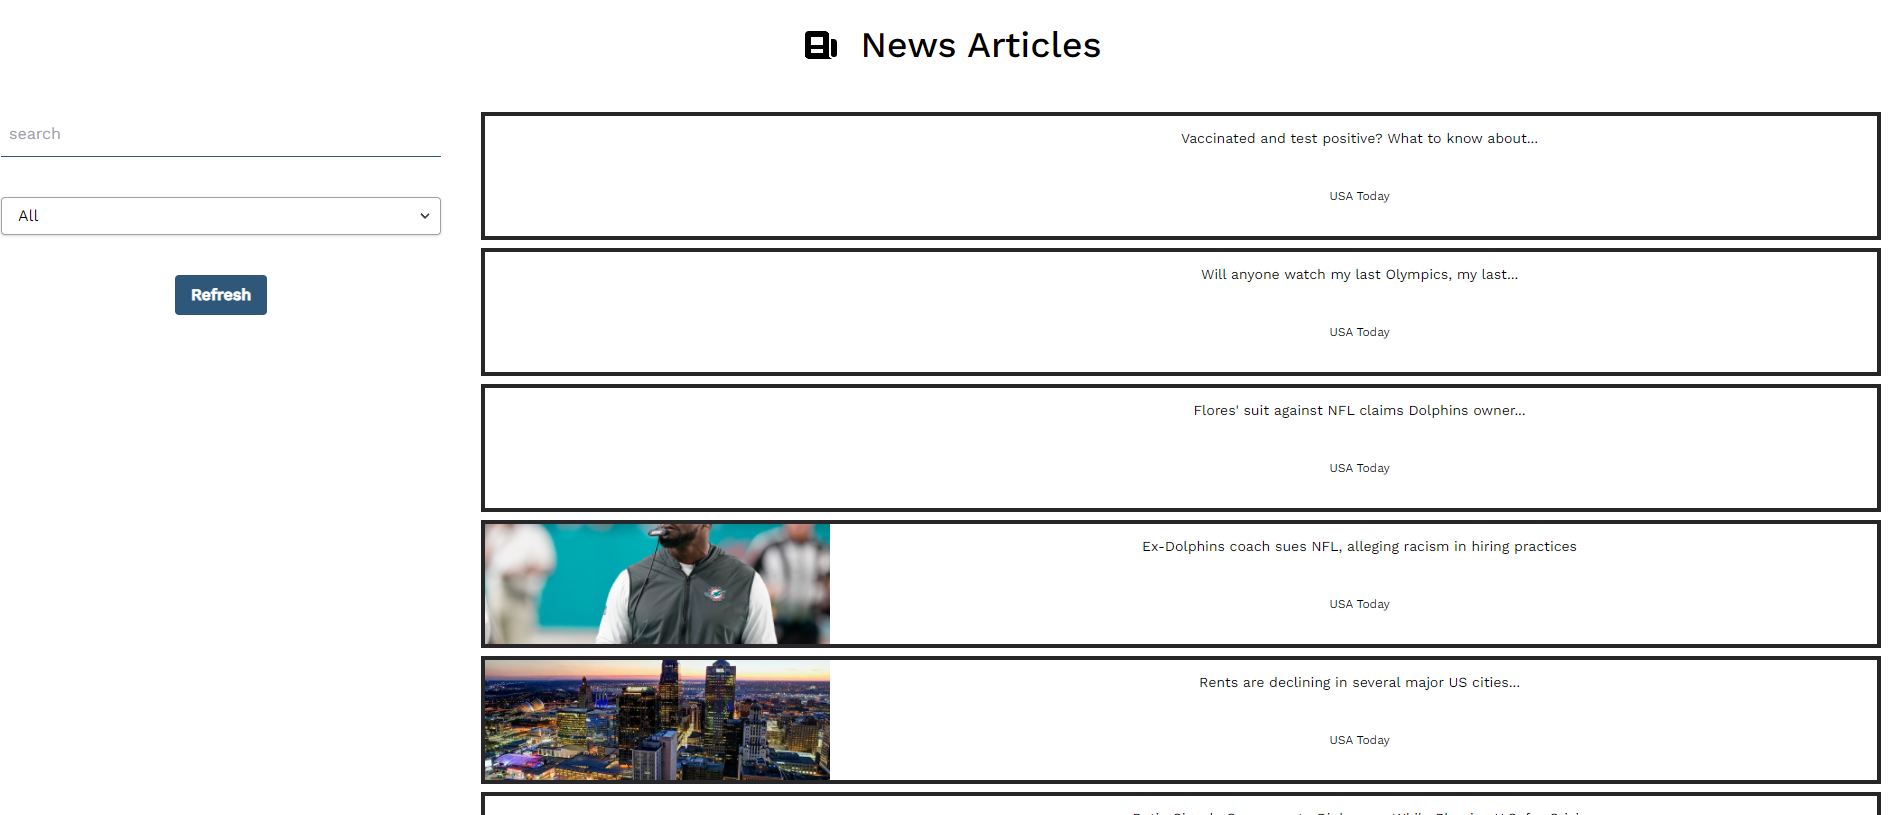 News Articles
search
All
Refresh
Vaccinated and test positive? What to know about...
USA Today
Will anyone watch my last Olympics, my last...
USA Today
Flores' suit against NFL claims Dolphins owner...
USA Today
Ex-Dolphins coach sues NFL, alleging racism in hiring practices
USA Today
Rents are declining in several major US cities...
USA Today